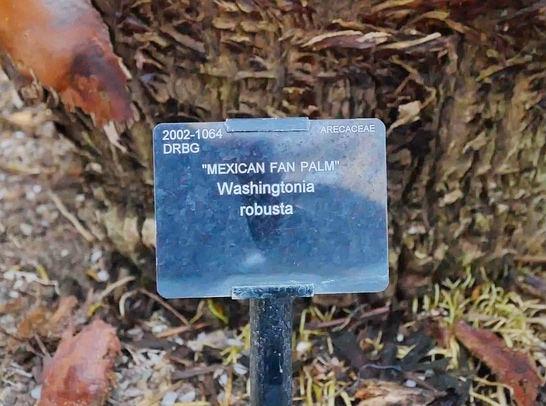 2002-1064 ARECACEAE
DRBG
"MEXICAN FAN PALM"
Washingtonia
robusta